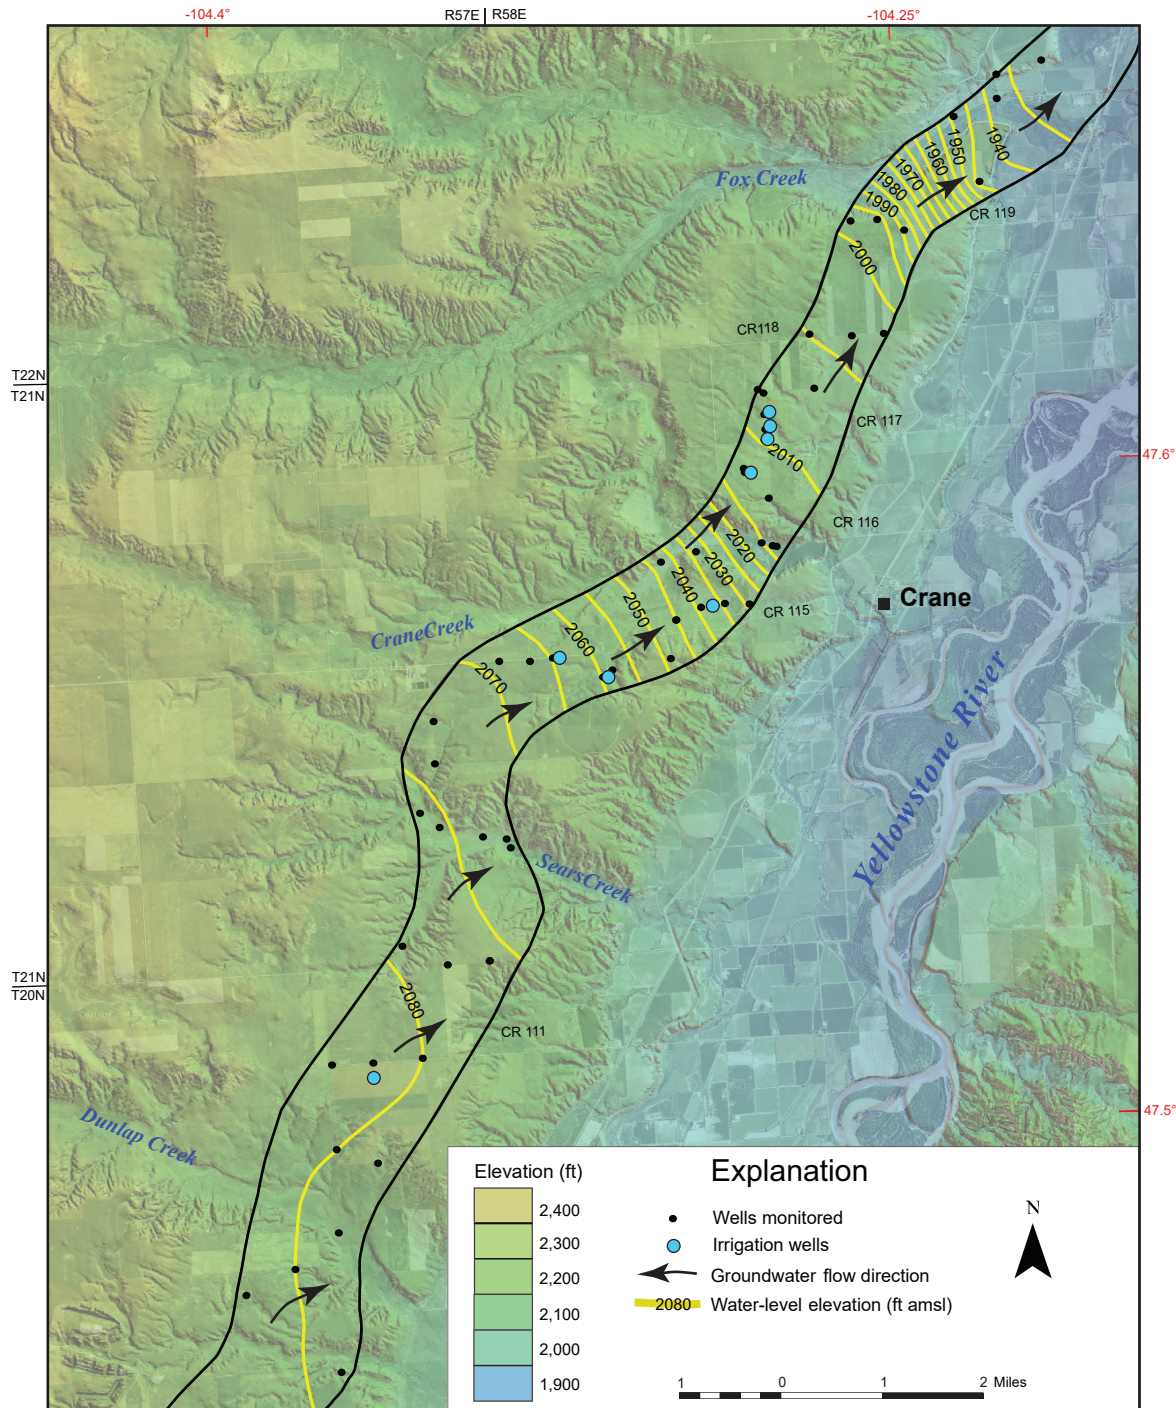 -104.4°
R57E
R58E
-104.25°
1940
1950
1960
1970
1980
1990
Fox Creek
CR 119
2000
CR118
T22N
T21N
CR 117
2010
47.6°
CR 116
2020
2030
2040
Crane
CR 115
2050
2060
CraneCreek
2070
Yellowstone River
SearsCreek
T21N
T20N
2080
CR 111
47.5°
Dunlap Creek
Explanation
Elevation (ft)
2,400
2,300
2,200
2,100
2,000
1,900
N
Wells monitored
Irrigation wells
Groundwater flow direction
2080
Water-level elevation (ft amsl)
1 0 1 2 Miles